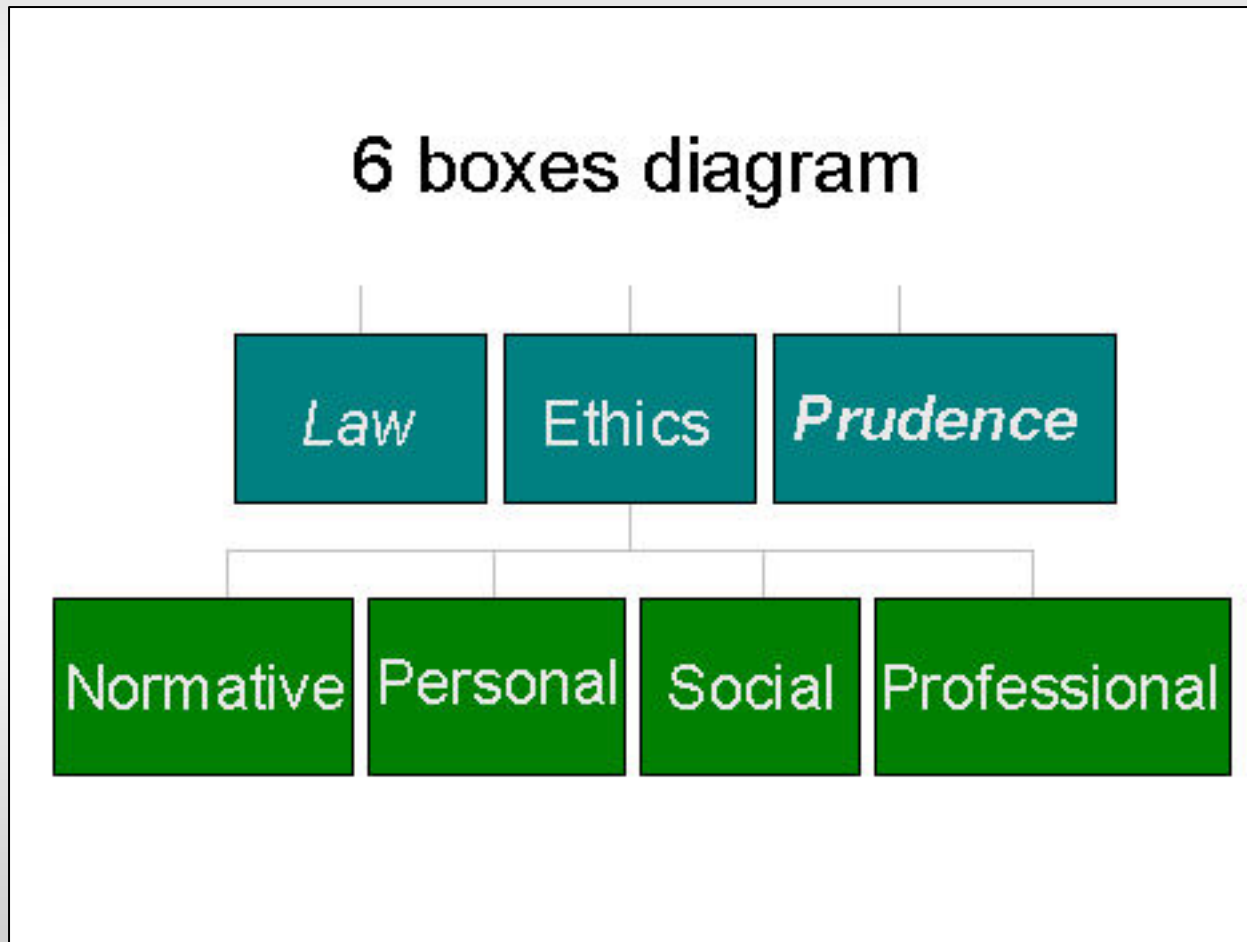 6 boxes diagram
Law Ethics Prudence
Normative Personal Social Professional